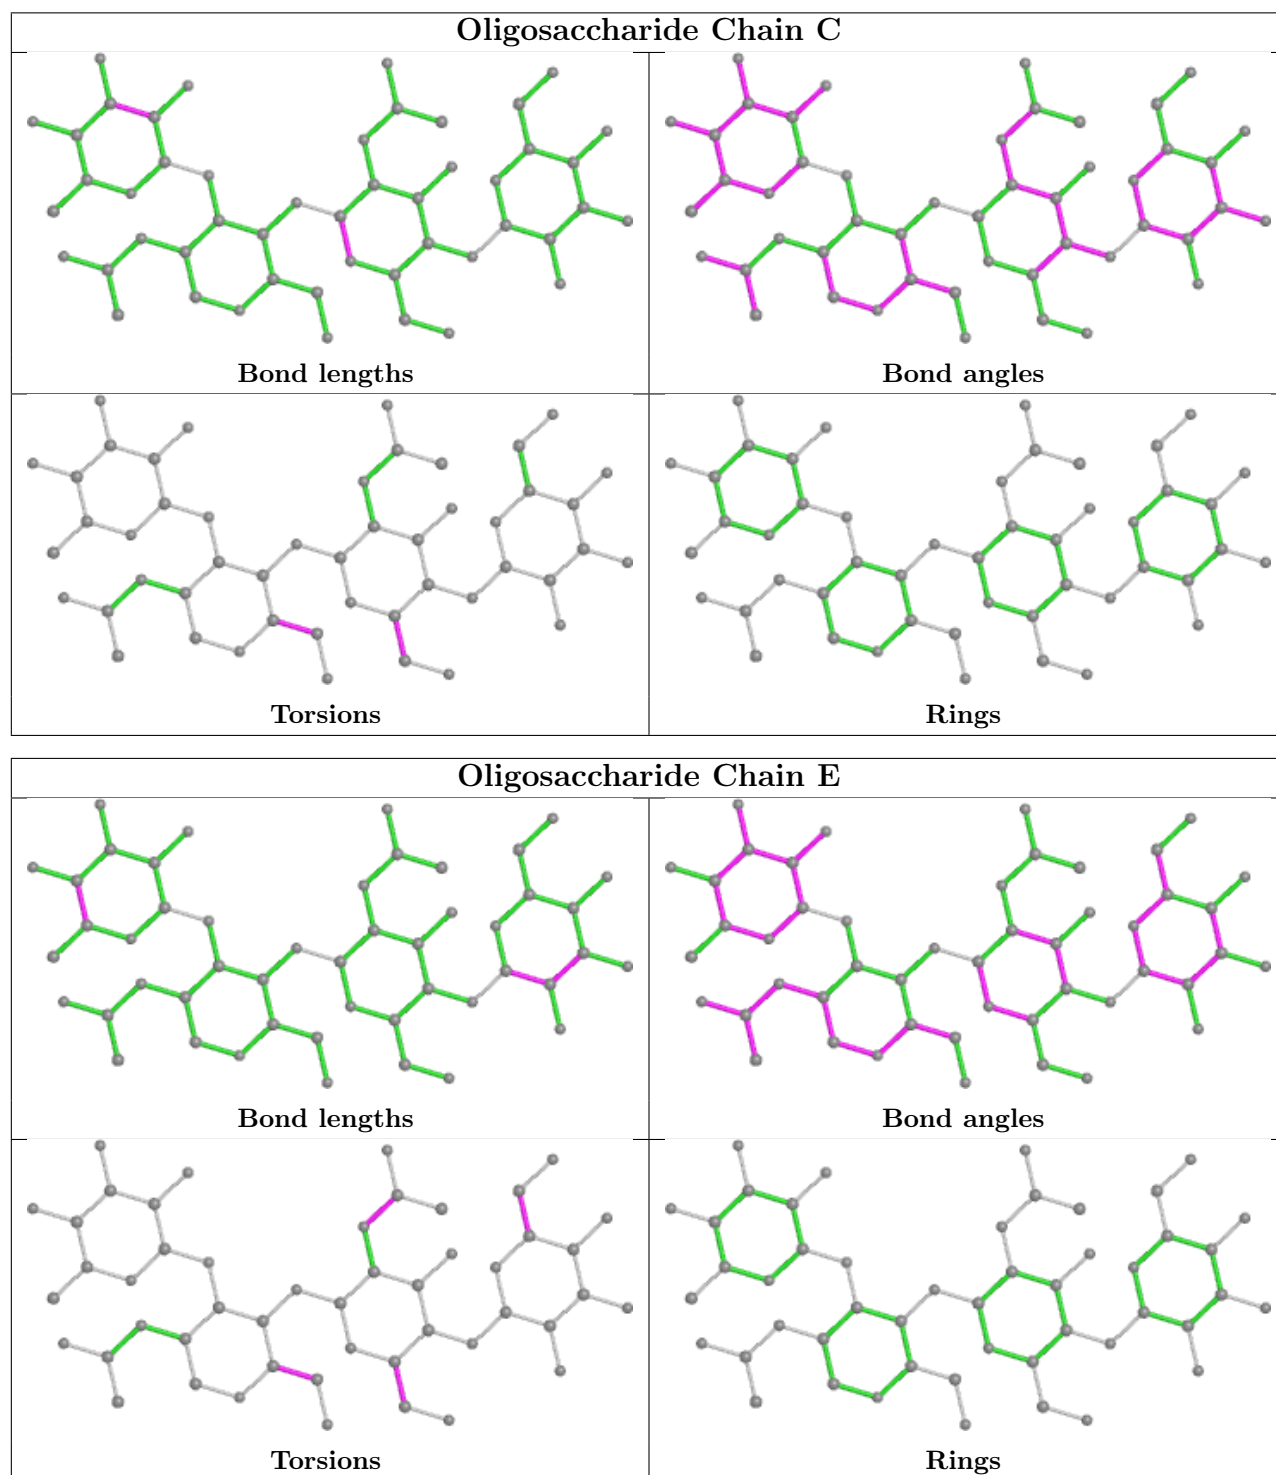 Oligosaccharide Chain C
Bond lengths
Bond angles
Torsions
Rings
Oligosaccharide Chain E
Bond lengths
Bond angles
Torsions
Rings